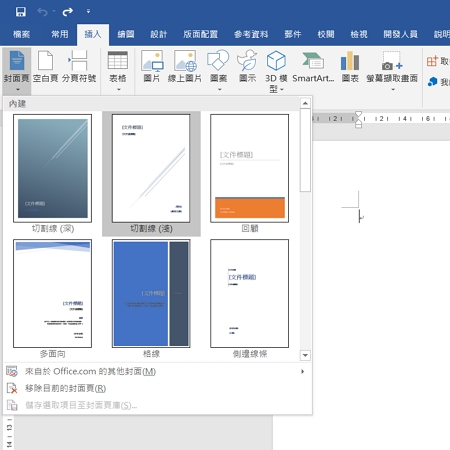 檔案 常用 插入 繪圖 設計 版面配置 參考資料 郵件 校閱 檢視 開發人員 說明
封面頁 空白頁 分頁符號 表格 圖片 線上圖片 圖案 圖示 3D 模型 SmartArt... 圖表 螢幕擷取畫面 取 我
內建
[文件標題] [文件標題] [文件標題]
切割線 (深) 切割線 (淺) 回顧
[文件標題] [文件標題] [文件標題]
多面向 格線 側邊線條
來自於 Office.com 的其他封面(M)
移除目前的封面頁(R)
儲存選取項目至封面頁庫(S)...
2 2 4 6 8
13 14